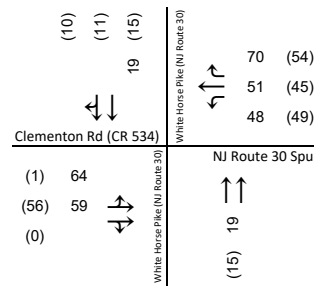 (10) (11) (15)
19
White Horse Pike (NJ Route 30)
70 (54)
51 (45)
48 (49)
Clementon Rd (CR 534)
NJ Route 30 Spu
(1) 64
(56) 59
(0)
White Horse Pike (NJ Route 30)
19
(15)